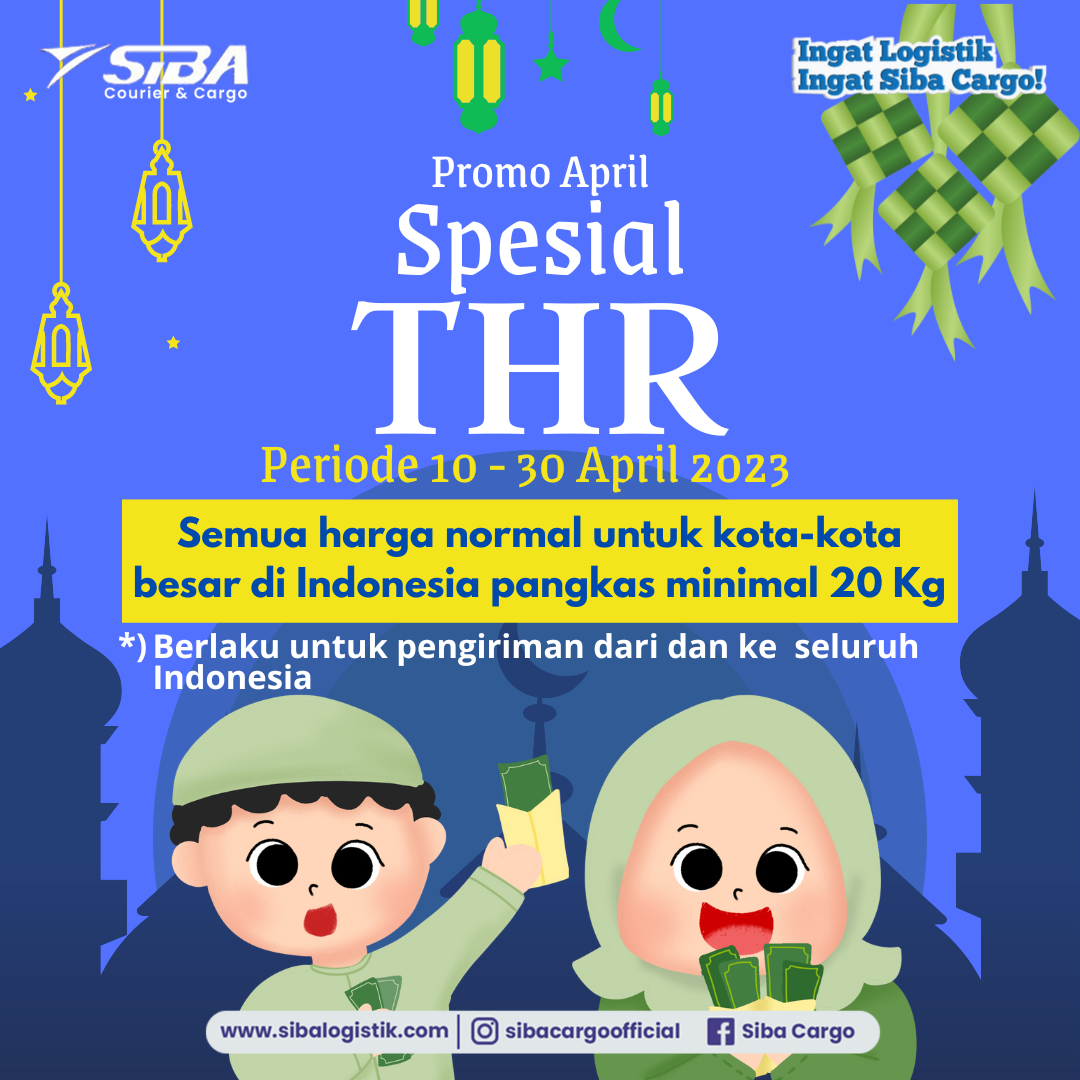 SiBA
Courier & Cargo
Ingat Logistik
Ingat Siba Cargo!
Promo April
Spesial
THR
Periode 10 - 30 April 2023
Semua harga normal untuk kota-kota
besar di Indonesia pangkas minimal 20 Kg
*) Berlaku untuk pengiriman dari dan ke seluruh
Indonesia
www.sibalogistik.com | sibacargoofficial Siba Cargo